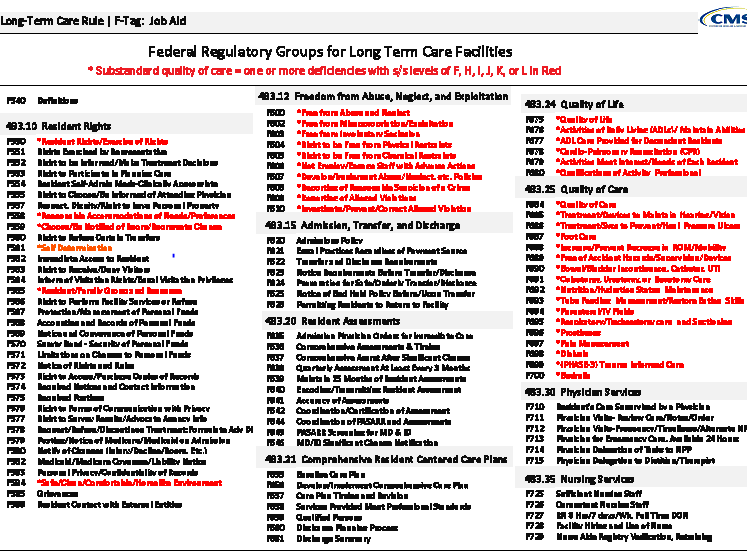 Long-Term Care Rule | F-Tag: Job Aid
CMS
Federal Regulatory Groups for Long Term Care Facilities
* Substandard quality of care = one or more deficiencies with s/s levels of F, H, I, J, K, or L in Red
F540 Definitions
483.10 Resident Rights
F550 *Resident Rights/Exercise of Rights
F551 Rights Exercised by Representative
F552 Right to be Informed/Make Treatment Decisions
F553 Right to Participate in Planning Care
F554 Resident Self-Admin Meds-Clinically Appropriate
F555 Right to Choose/Be Informed of Attending Physician
F557 Respect, Dignity/Right to have Personal Property
F558 *Reasonable Accommodations of Needs/Preferences
F559 *Choose/Be Notified of Room/Roommate Change
F560 Right to Refuse Certain Transfers
F561 *Self Determination
F562 Immediate Access to Resident
F563 Right to Receive/Deny Visitors
F564 Inform of Visitation Rights/Equal Visitation Privileges
F565 *Resident/Family Group and Response
F566 Right to Perform Facility Services or Refuse
F567 Protection/Management of Personal Funds
F568 Accounting and Records of Personal Funds
F569 Notice and Conveyance of Personal Funds
F570 Surety Bond - Security of Personal Funds
F571 Limitations on Charges to Personal Funds
F572 Notice of Rights and Rules
F573 Right to Access/Purchase Copies of Records
F574 Required Notices and Contact Information
F575 Required Postings
F576 Right to Forms of Communication with Privacy
F577 Right to Survey Results/Advocate Agency Info
F578 Request/Refuse/Discontinue Treatment;Formulate Adv Di
F579 Posting/Notice of Medicare/Medicaid on Admission
F580 Notify of Changes (Injury/Decline/Room, Etc.)
F582 Medicaid/Medicare Coverage/Liability Notice
F583 Personal Privacy/Confidentiality of Records
F584 *Safe/Clean/Comfortable/Homelike Environment
F585 Grievances
F586 Resident Contact with External Entities
483.12 Freedom from Abuse, Neglect, and Exploitation
F600 *Free from Abuse and Neglect
F602 *Free from Misappropriation/Exploitation
F603 *Free from Involuntary Seclusion
F604 *Right to be Free from Physical Restraints
F605 *Right to be Free from Chemical Restraints
F606 *Not Employ/Engage Staff with Adverse Actions
F607 *Develop/Implement Abuse/Neglect, etc. Policies
F608 *Reporting of Reasonable Suspicion of a Crime
F609 *Reporting of Alleged Violations
F610 *Investigate/Prevent/Correct Alleged Violation
483.15 Admission, Transfer, and Discharge
F620 Admissions Policy
F621 Equal Practices Regardless of Payment Source
F622 Transfer and Discharge Requirements
F623 Notice Requirements Before Transfer/Discharge
F624 Preparation for Safe/Orderly Transfer/Discharge
F625 Notice of Bed Hold Policy Before/Upon Transfer
F626 Permitting Residents to Return to Facility
483.20 Resident Assessments
F635 Admission Physician Orders for Immediate Care
F636 Comprehensive Assessments & Timing
F637 Comprehensive Assmt After Significant Change
F638 Quarterly Assessment At Least Every 3 Months
F639 Maintain 15 Months of Resident Assessments
F640 Encoding/Transmitting Resident Assessment
F641 Accuracy of Assessments
F642 Coordination/Certification of Assessment
F644 Coordination of PASARR and Assessments
F645 PASARR Screening for MD & ID
F646 MD/ID Significant Change Notification
483.21 Comprehensive Resident Centered Care Plans
F655 Baseline Care Plan
F656 Develop/Implement Comprehensive Care Plan
F657 Care Plan Timing and Revision
F658 Services Provided Meet Professional Standards
F659 Qualified Persons
F660 Discharge Planning Process
F661 Discharge Summary
483.24 Quality of Life
F675 *Quality of Life
F676 *Activities of Daily Living (ADLs)/ Maintain Abilities
F677 *ADL Care Provided for Dependent Residents
F678 *Cardio-Pulmonary Resuscitation (CPR)
F679 *Activities Meet Interest/Needs of Each Resident
F680 *Qualifications of Activity Professional
483.25 Quality of Care
F684 *Quality of Care
F685 *Treatment/Devices to Maintain Hearing/Vision
F686 *Treatment/Svcs to Prevent/Heal Pressure Ulcers
F687 *Foot Care
F688 *Increase/Prevent Decrease in ROM/Mobility
F689 *Free of Accident Hazards/Supervision/Devices
F690 *Bowel/Bladder Incontinence, Catheter, UTI
F691 *Colostomy, Urostomy, or Ileostomy Care
F692 *Nutrition/Hydration Status Maintenance
F693 *Tube Feeding Management/Restore Eating Skills
F694 *Parenteral/IV Fluids
F695 *Respiratory/Tracheostomy care and Suctioning
F696 *Prostheses
F697 *Pain Management
F698 *Dialysis
F699 *(PHASE-3) Trauma Informed Care
F700 *Bedrails
483.30 Physician Services
F710 Resident's Care Supervised by a Physician
F711 Physician Visits- Review Care/Notes/Order
F712 Physician Visits-Frequency/Timeliness/Alternate NP
F713 Physician for Emergency Care, Available 24 Hours
F714 Physician Delegation of Tasks to NPP
F715 Physician Delegation to Dietitian/Therapist
483.35 Nursing Services
F725 Sufficient Nursing Staff
F726 Competent Nursing Staff
F727 RN 8 Hrs/7 days/Wk, Full Time DON
F728 Facility Hiring and Use of Nurse
F729 Nurse Aide Registry Verification, Retraining